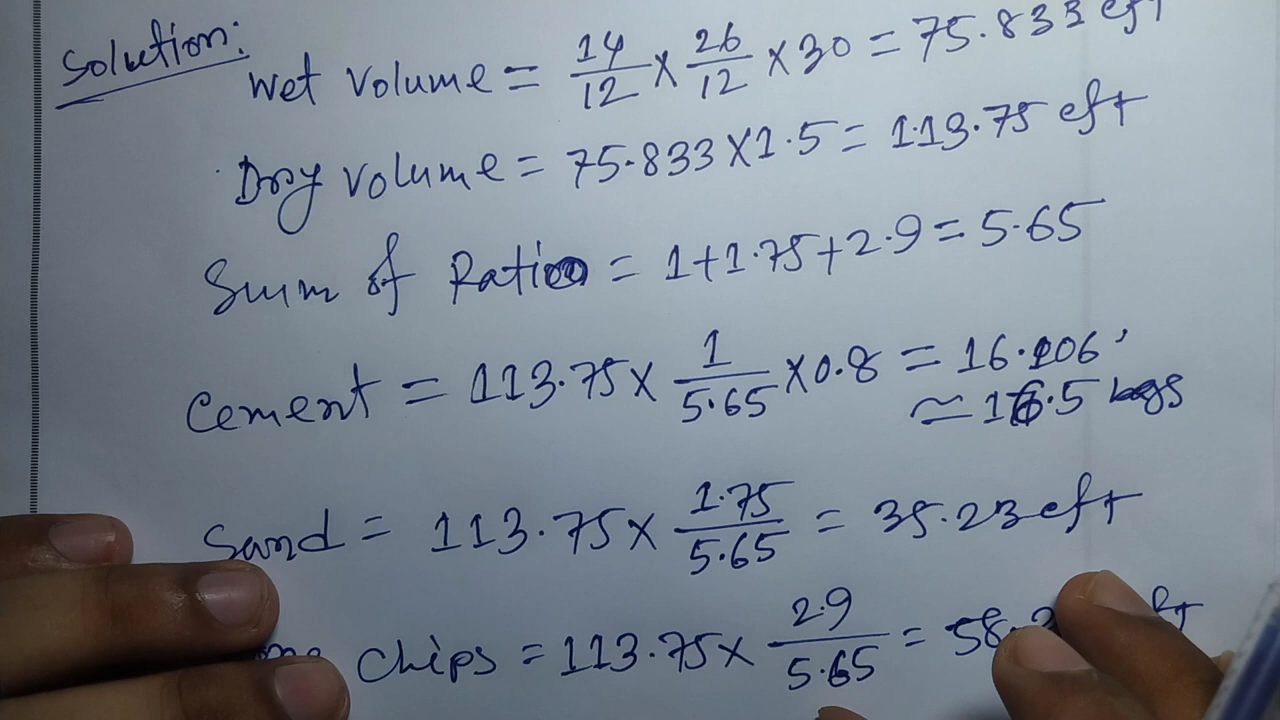 Solution:
Wet Volume = 14/12 × 26/12 × 30 = 75.833 cft
Dry volume = 75.833 × 1.5 = 113.75 cft
Sum of Ratio = 1+1.75+2.9 = 5.65
Cement = 113.75 × 1/5.65 × 0.8 = 16.106
≃ 16.5 bags
Sand = 113.75 × 1.75/5.65 = 35.23 cft
Chips = 113.75 × 2.9/5.65 = 58.